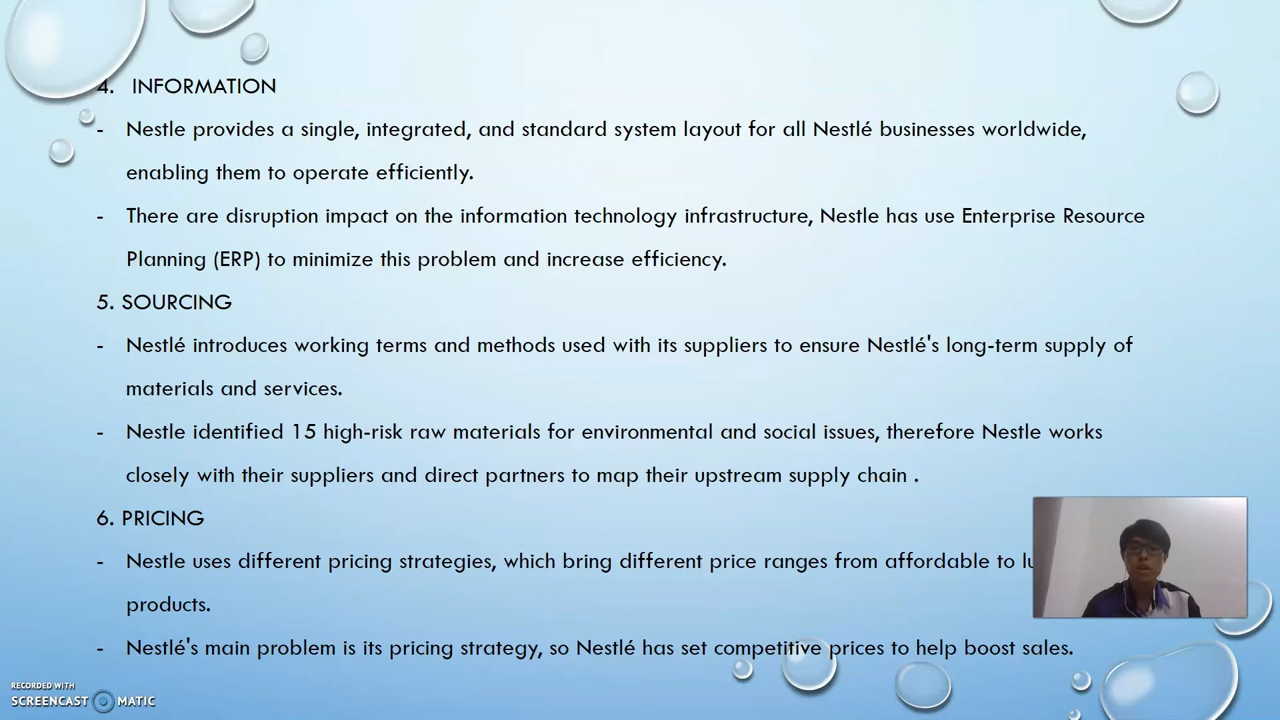 4. INFORMATION
- Nestle provides a single, integrated, and standard system layout for all Nestlé businesses worldwide,
enabling them to operate efficiently.
- There are disruption impact on the information technology infrastructure, Nestle has use Enterprise Resource
Planning (ERP) to minimize this problem and increase efficiency.
5. SOURCING
- Nestlé introduces working terms and methods used with its suppliers to ensure Nestlé's long-term supply of
materials and services.
- Nestle identified 15 high-risk raw materials for environmental and social issues, therefore Nestle works
closely with their suppliers and direct partners to map their upstream supply chain .
6. PRICING
- Nestle uses different pricing strategies, which bring different price ranges from affordable to
products.
- Nestlé's main problem is its pricing strategy, so Nestlé has set competitive prices to help boost sales.
RECORDED WITH
SCREENCAST MATIC